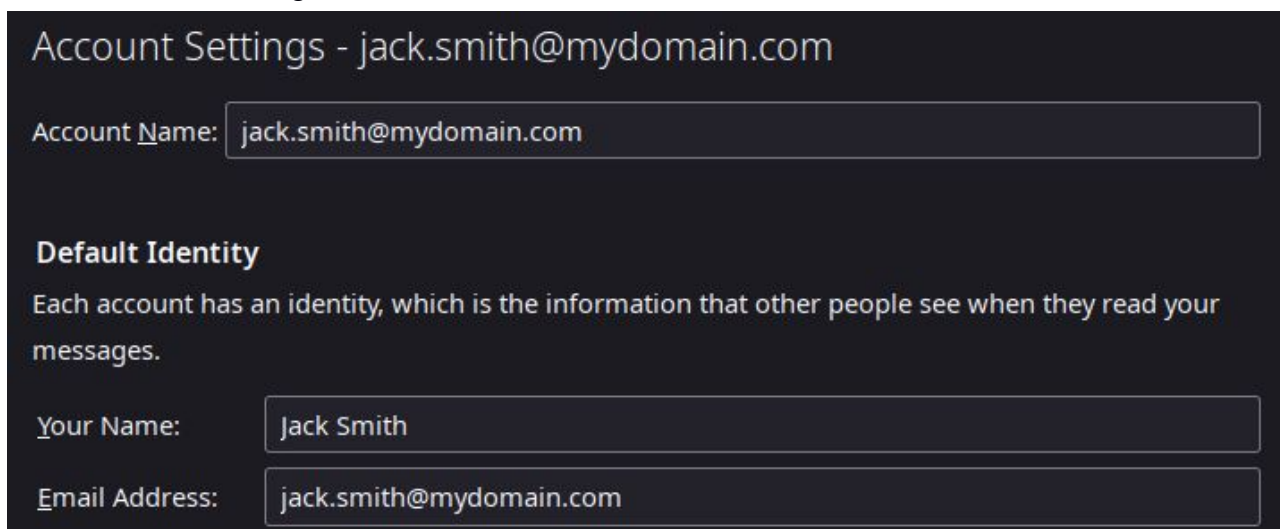 Account Settings - jack.smith@mydomain.com
Account Name: jack.smith@mydomain.com
Default Identity
Each account has an identity, which is the information that other people see when they read your
messages.
Your Name: Jack Smith
Email Address: jack.smith@mydomain.com